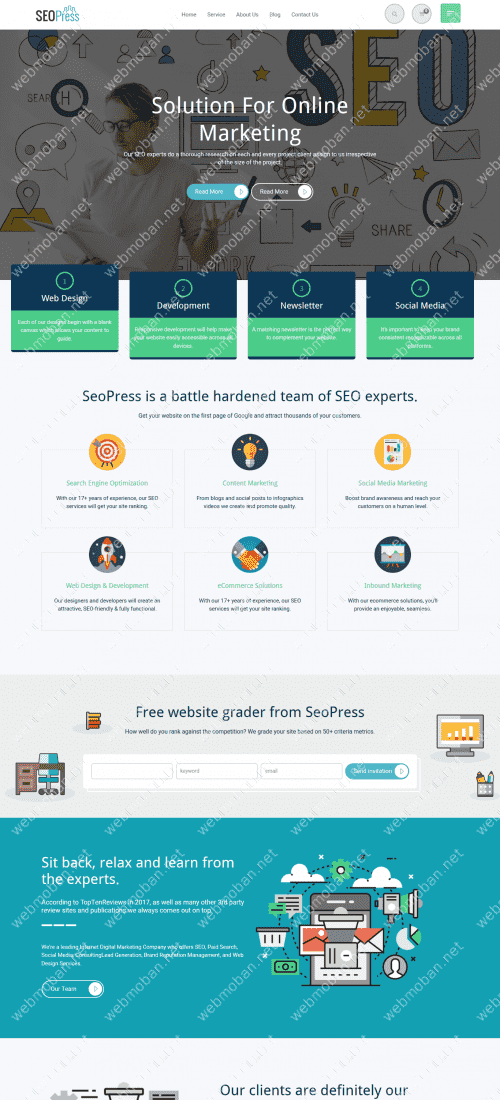 SEOPress
Home Service About Us Blog Contact Us
SEO
SEARCH
SHARE
Solution For Online
Marketing
Our SEO experts do a thorough research on each and every project client assign to us irrespective
of the size of the project.
Read More Read More
1 2 3 4
Web Design
Development Newsletter Social Media
Each of our designs begin with a blank
canvas which allows your content to
guide.
Responsive development will help make
your website easily accessible across all
devices.
A matching newsletter is the perfect way
to complement your website.
It's important to keep your brand
consistent recognizable across all
platforms.
SeoPress is a battle hardened team of SEO experts.
Get your website on the first page of Google and attract thousands of your customers.
Search Engine Optimization
With our 17+ years of experience, our SEO
services will get your site ranking.
Content Marketing
From blogs and social posts to infographics
videos we create and promote quality.
Social Media Marketing
Boost brand awareness and reach your
customers on a human level.
Web Design & Development
Our designers and developers will create an
attractive, SEO-friendly & fully functional.
eCommerce Solutions
With our 17+ years of experience, our SEO
services will get your site ranking.
Inbound Marketing
With our ecommerce solutions, you'll
provide an enjoyable, seamless.
Free website grader from SeoPress
How well do you rank against the competition? We grade your site based on 50+ criteria metrics.
keyword email Send invitation
Sit back, relax and learn from
the experts.
According to TopTenReviews in 2017, as well as many other 3rd party
review sites and publications we always comes out on top.
We're a leading Internet Digital Marketing Company who offers SEO, Paid Search,
Social Media Consulting Lead Generation, Brand Reputation Management, and Web
Design Services.
Our Team
Our clients are definitely our
webmoban.net